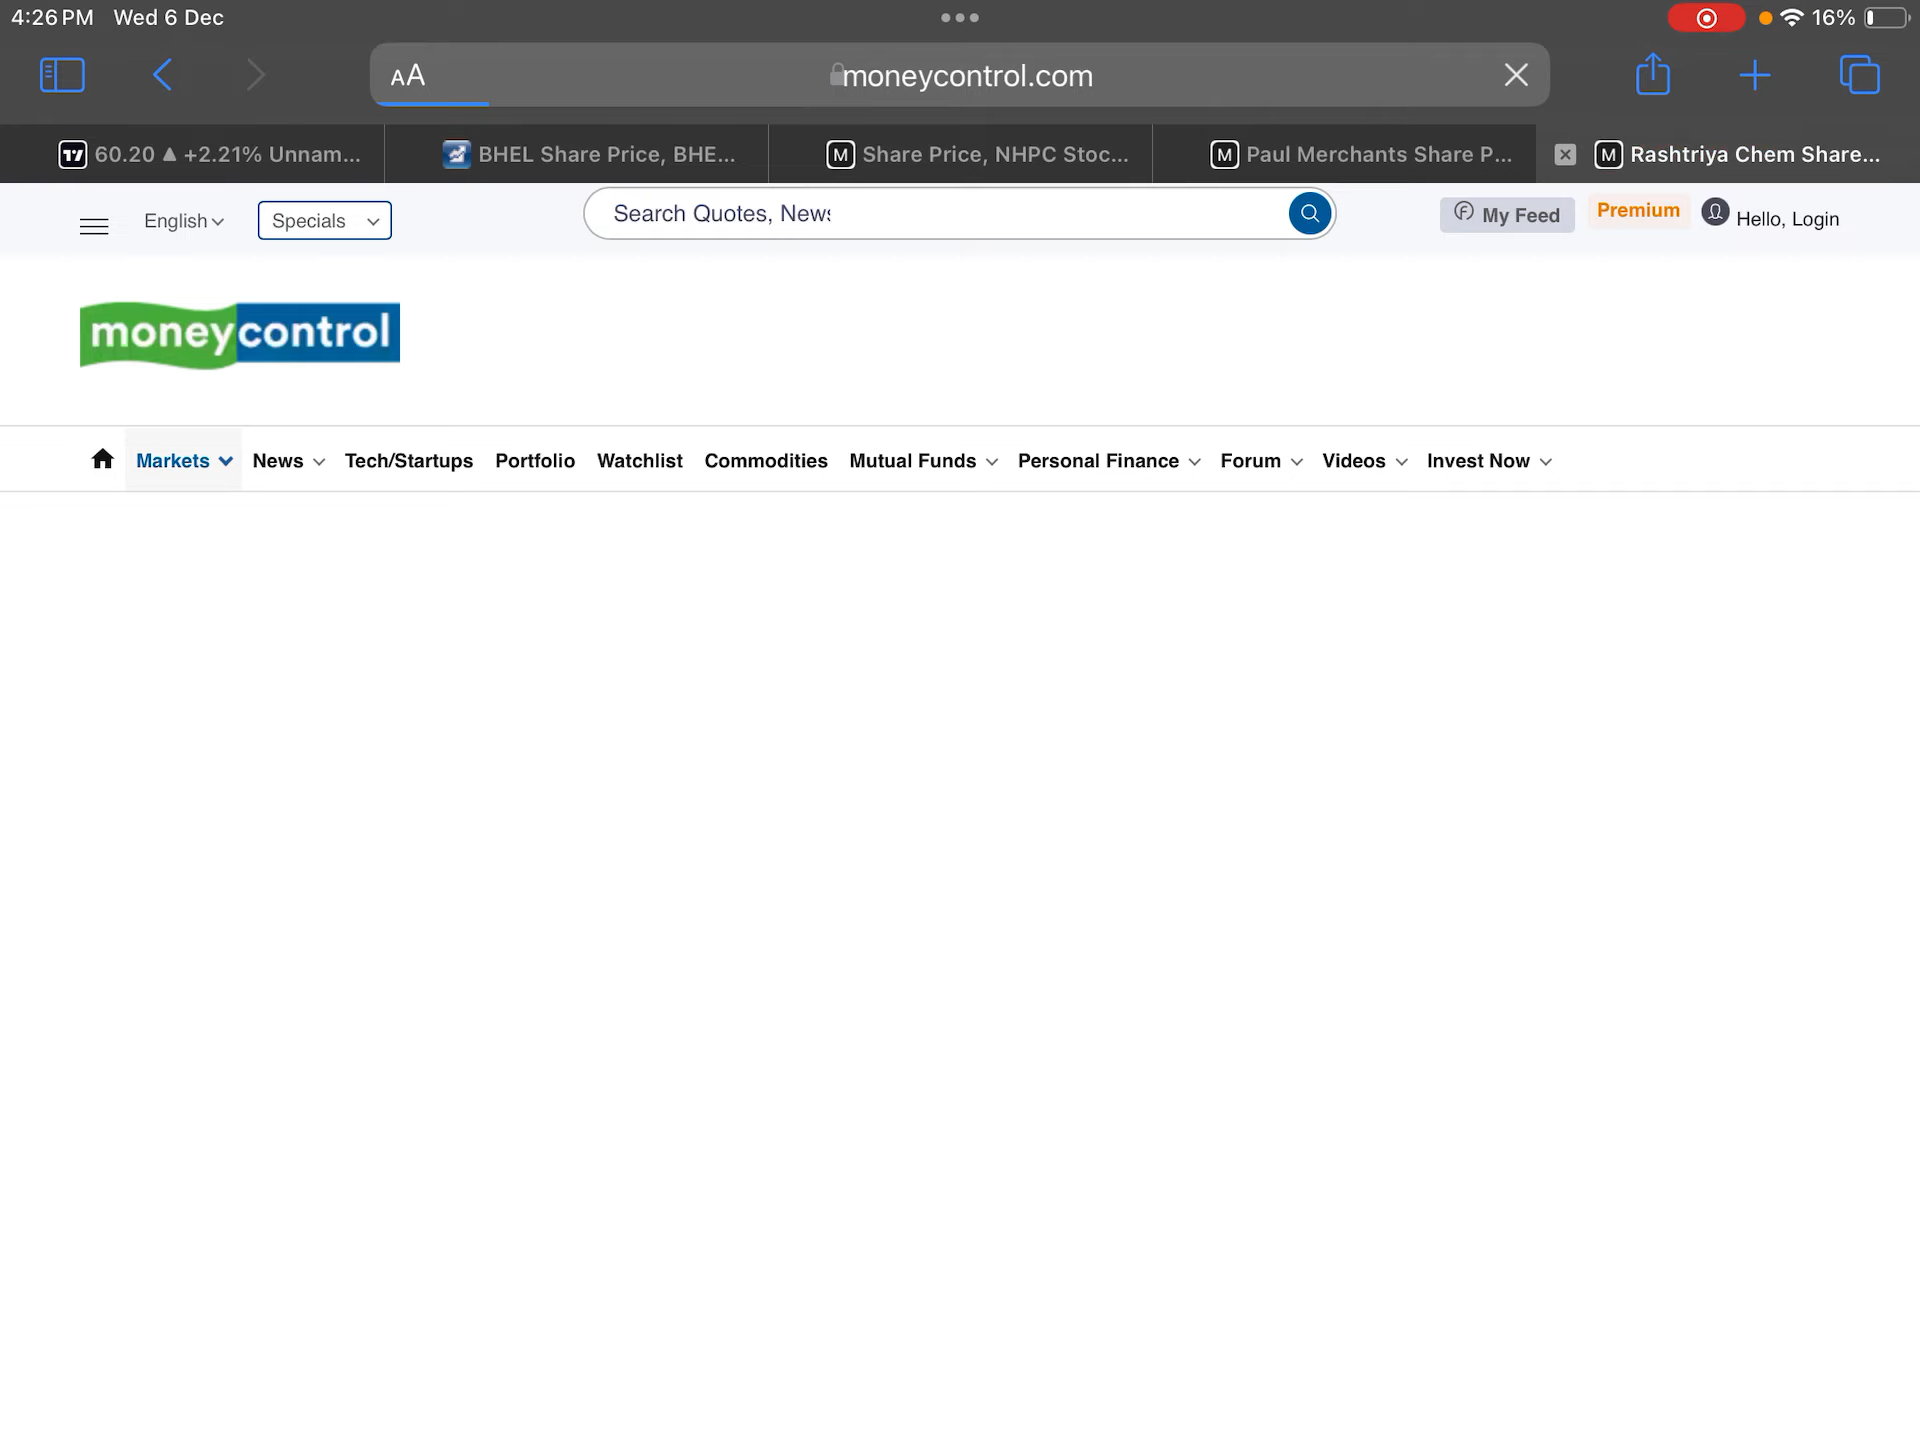 4:26 PM Wed 6 Dec
16%
AA moneycontrol.com
60.20 ▲ +2.21% Unnam...
BHEL Share Price, BHE...
M Share Price, NHPC Stoc...
M Paul Merchants Share P...
M Rashtriya Chem Share...
English
Specials
Search Quotes, News
My Feed
Premium
Hello, Login
moneycontrol
Markets News Tech/Startups Portfolio Watchlist Commodities Mutual Funds Personal Finance Forum Videos Invest Now